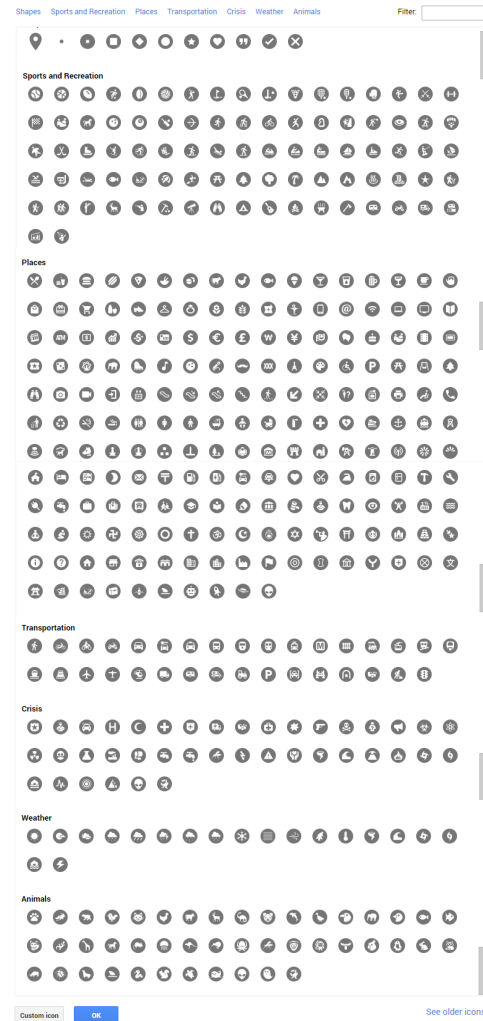 Shapes Sports and Recreation Places Transportation Crisis Weather Animals Filter:
Sports and Recreation
Places
Transportation
Crisis
Weather
Animals
Custom icon OK See older icons